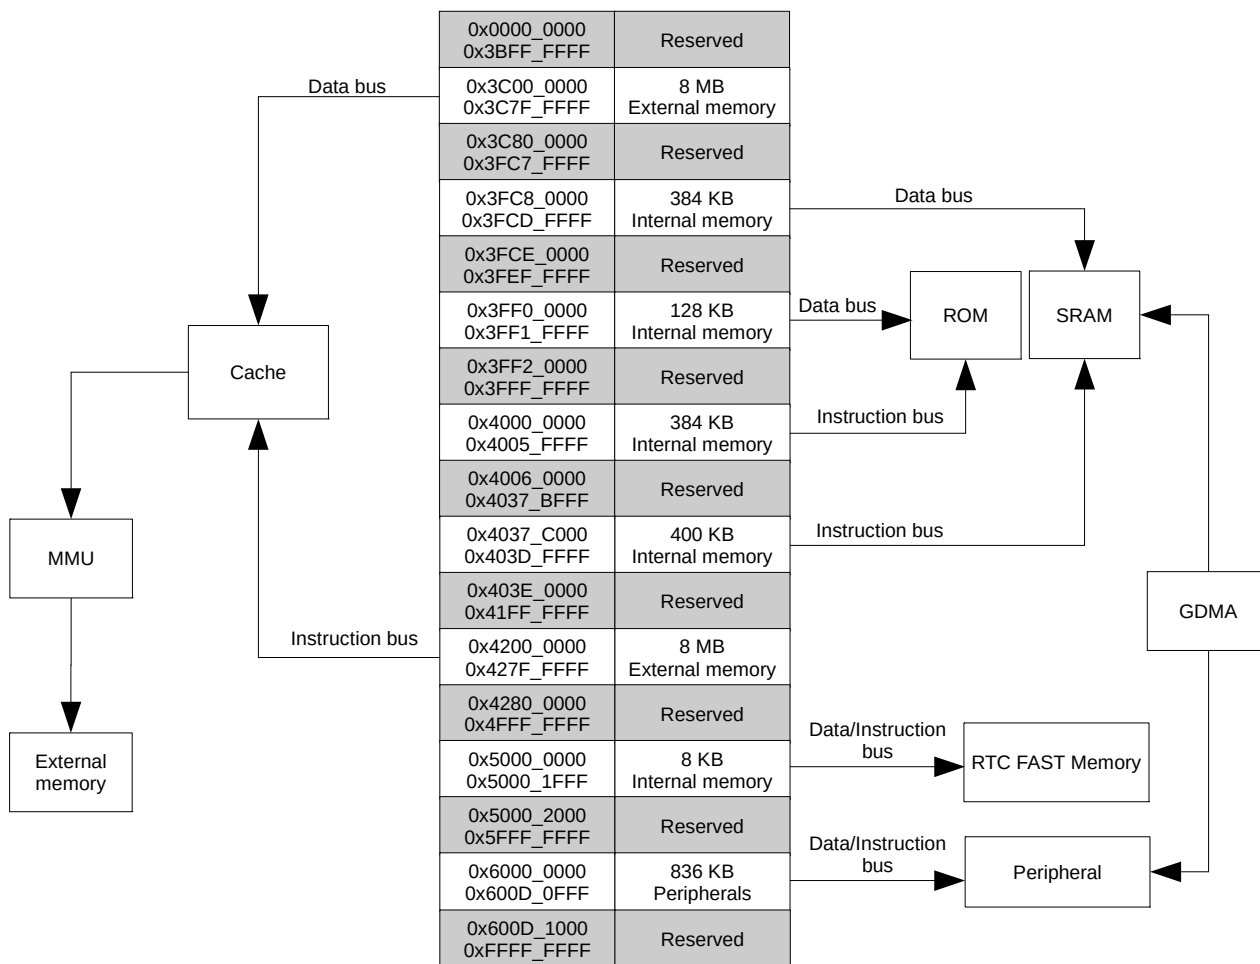 0x0000_0000
0x3BFF_FFFF
Reserved
Data bus
0x3C00_0000
0x3C7F_FFFF
8 MB
External memory
0x3C80_0000
0x3FC7_FFFF
Reserved
0x3FC8_0000
0x3FCD_FFFF
384 KB
Internal memory
Data bus
0x3FCE_0000
0x3FEF_FFFF
Reserved
0x3FF0_0000
0x3FF1_FFFF
128 KB
Internal memory
Data bus
ROM
SRAM
Cache
0x3FF2_0000
0x3FFF_FFFF
Reserved
0x4000_0000
0x4005_FFFF
384 KB
Internal memory
Instruction bus
0x4006_0000
0x4037_BFFF
Reserved
0x4037_C000
0x403D_FFFF
400 KB
Internal memory
Instruction bus
MMU
0x403E_0000
0x41FF_FFFF
Reserved
GDMA
Instruction bus
0x4200_0000
0x427F_FFFF
8 MB
External memory
0x4280_0000
0x4FFF_FFFF
Reserved
External
memory
0x5000_0000
0x5000_1FFF
8 KB
Internal memory
Data/Instruction
bus
RTC FAST Memory
0x5000_2000
0x5FFF_FFFF
Reserved
0x6000_0000
0x600D_0FFF
836 KB
Peripherals
Data/Instruction
bus
Peripheral
0x600D_1000
0xFFFF_FFFF
Reserved